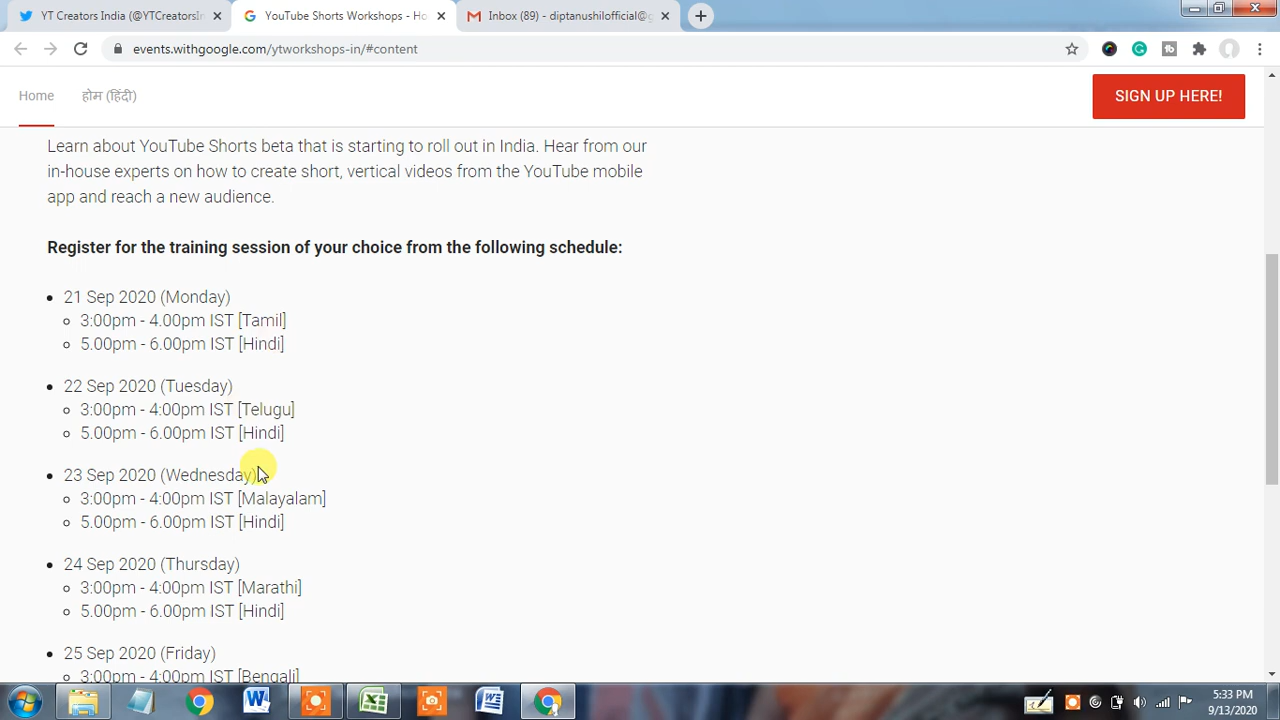 YT Creators India (@YTCreatorsIn
YouTube Shorts Workshops - Ho
Inbox (89) - diptanushilofficial@g
events.withgoogle.com/ytworkshops-in/#content
Home
होम (हिंदी)
SIGN UP HERE!
Learn about YouTube Shorts beta that is starting to roll out in India. Hear from our
in-house experts on how to create short, vertical videos from the YouTube mobile
app and reach a new audience.
Register for the training session of your choice from the following schedule:
21 Sep 2020 (Monday)
3:00pm - 4.00pm IST [Tamil]
5.00pm - 6.00pm IST [Hindi]
22 Sep 2020 (Tuesday)
3:00pm - 4:00pm IST [Telugu]
5.00pm - 6.00pm IST [Hindi]
23 Sep 2020 (Wednesday)
3:00pm - 4:00pm IST [Malayalam]
5.00pm - 6.00pm IST [Hindi]
24 Sep 2020 (Thursday)
3:00pm - 4:00pm IST [Marathi]
5.00pm - 6.00pm IST [Hindi]
25 Sep 2020 (Friday)
3:00pm - 4:00pm IST [Bengali]
5:33 PM
9/13/2020